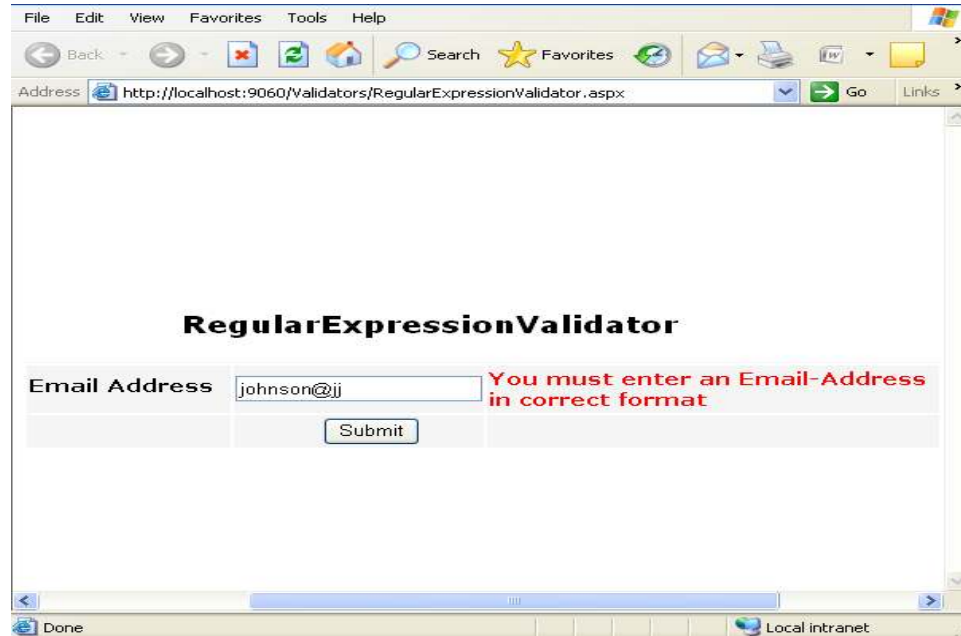 File Edit View Favorites Tools Help
Back Search Favorites
Address http://localhost:9060/Validators/RegularExpressionValidator.aspx Go Links
RegularExpressionValidator
Email Address johnson@jj You must enter an Email-Address
in correct format
Submit
Done Local intranet